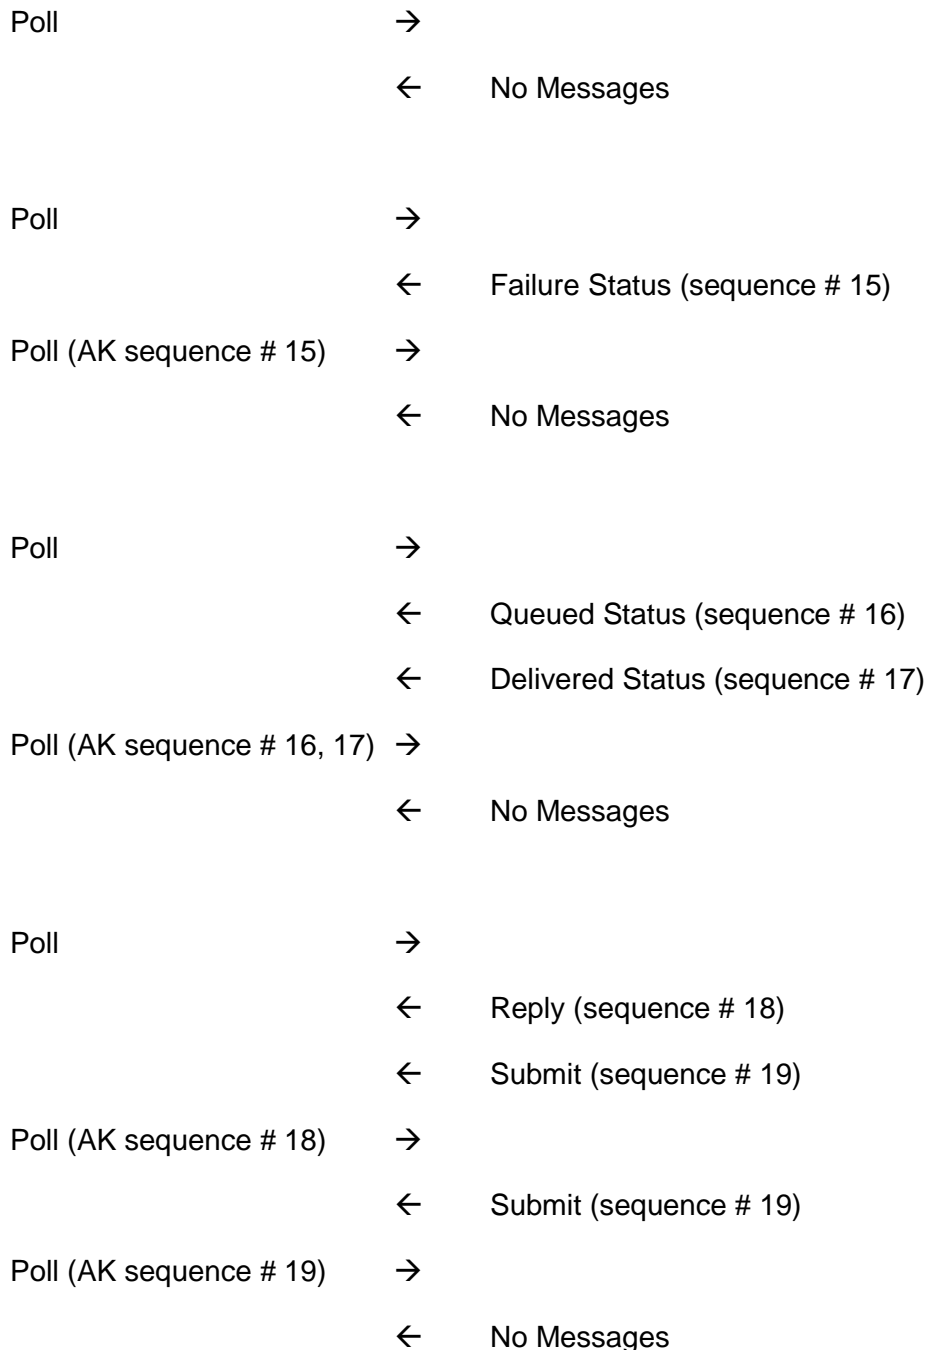 Poll →
← No Messages
Poll →
← Failure Status (sequence # 15)
Poll (AK sequence # 15) →
← No Messages
Poll →
← Queued Status (sequence # 16)
← Delivered Status (sequence # 17)
Poll (AK sequence # 16, 17) →
← No Messages
Poll →
← Reply (sequence # 18)
← Submit (sequence # 19)
Poll (AK sequence # 18) →
← Submit (sequence # 19)
Poll (AK sequence # 19) →
← No Messages